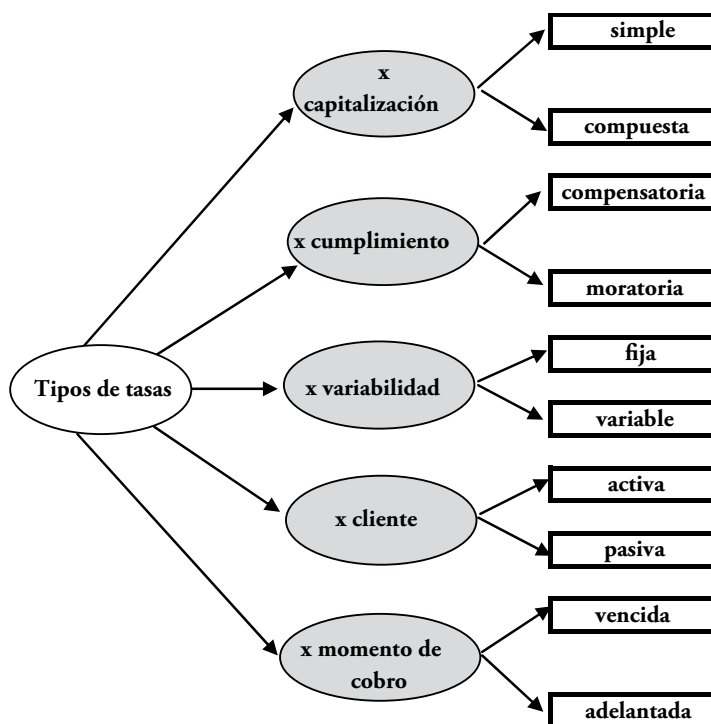 simple
x
capitalización
compuesta
compensatoria
x cumplimiento
moratoria
fija
Tipos de tasas
x variabilidad
variable
activa
x cliente
pasiva
vencida
x momento de
cobro
adelantada